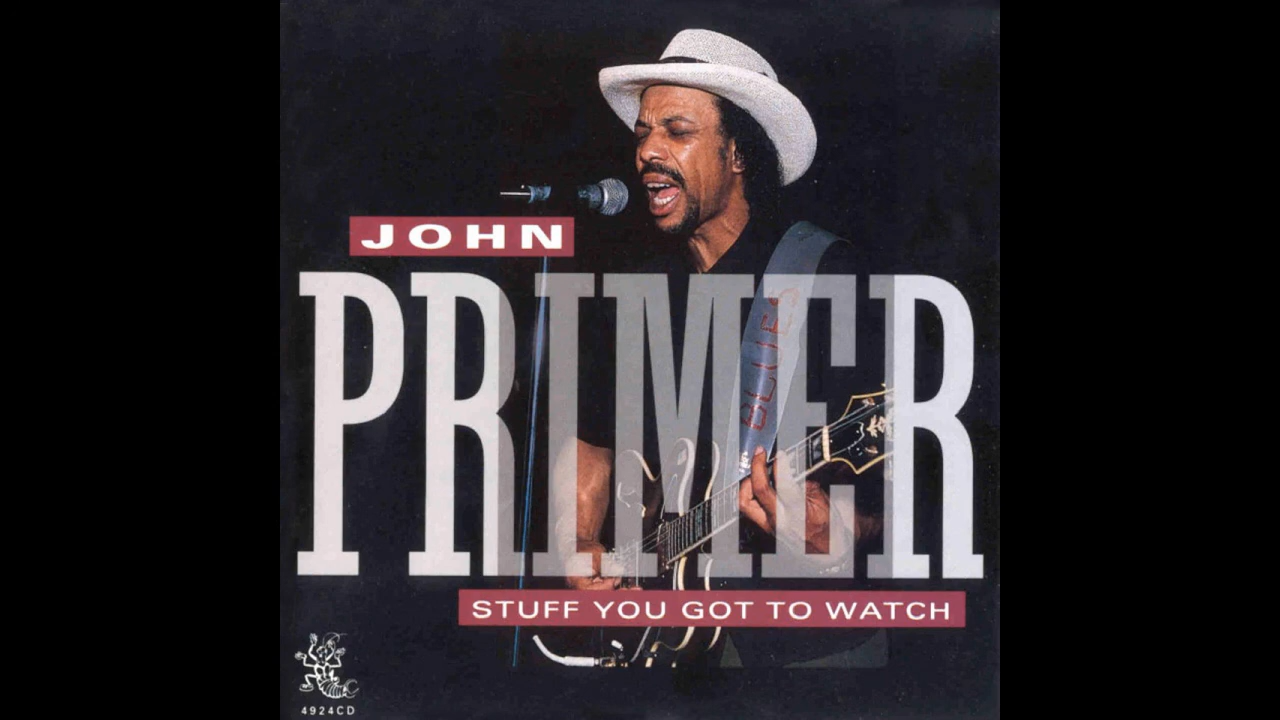 JOHN
PRIMER
BLUES
STUFF YOU GOT TO WATCH
4924CD